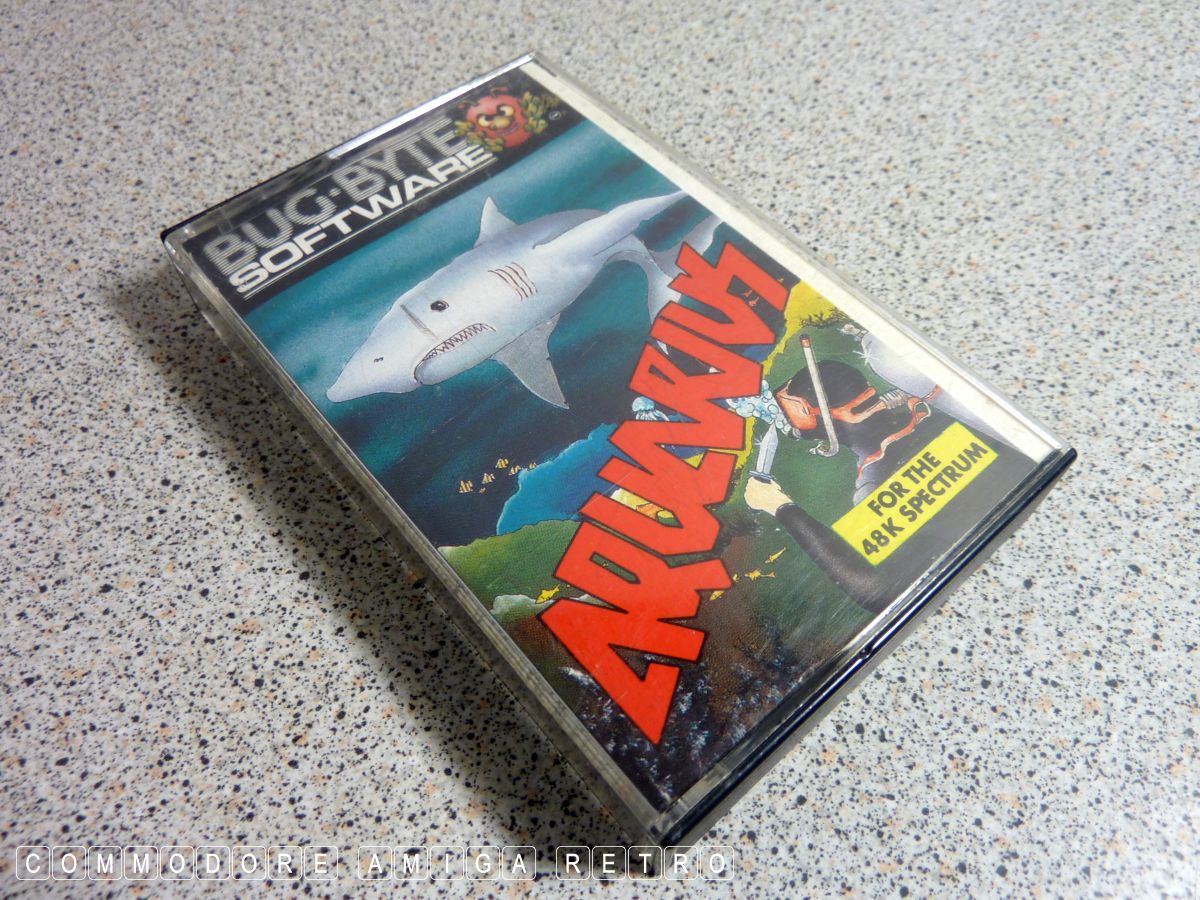 BUG·BYTE
SOFTWARE
AQUARIUS
FOR THE
48K SPECTRUM
COMMODORE AMIGA RETRO